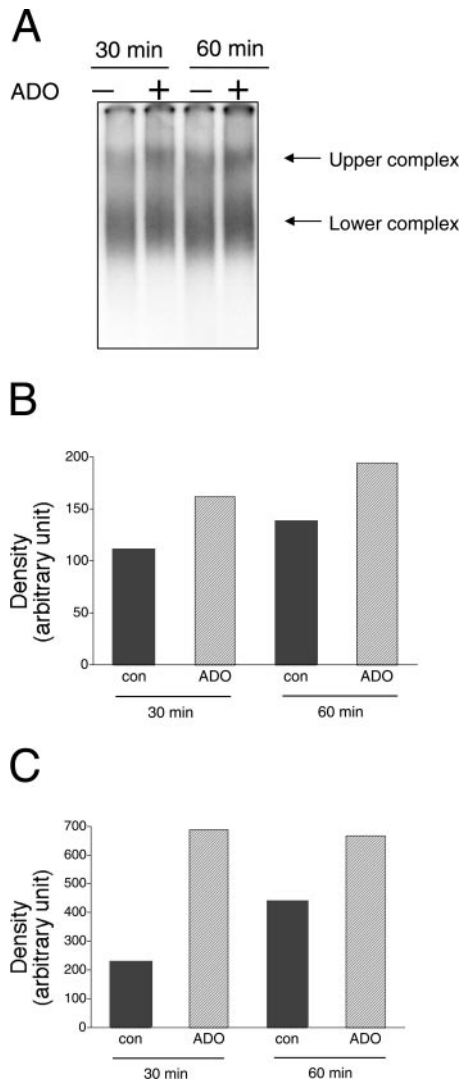 A
30 min 60 min
ADO − + − +
Upper complex
Lower complex
B
200
150
100
50
0
Density
(arbitrary unit)
con ADO con ADO
30 min 60 min
C
700
600
500
400
300
200
100
0
Density
(arbitrary unit)
con ADO con ADO
30 min 60 min